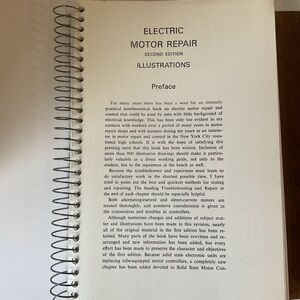 ELECTRIC
MOTOR REPAIR
SECOND EDITION
ILLUSTRATIONS
Preface
For many years there has been a need for an intensely
practical nontheoretical book on electric motor repair and
control that could be used by men with little background of
electrical knowledge. This has been only too evident in my
contacts with workers over a period of many years in motor
repair shops and with learners during my years as an instruc-
tor in motor repair and control in the New York City voca-
tional high schools. It is with the hope of satisfying this
pressing need that this book has been written. Inclusion of
more than 900 illustrative drawings should make it particu-
larly valuable as a direct working guide, not only to the
student, but to the repairman at the bench as well.
Because the troubleshooter and repairman must learn to
do satisfactory work in the shortest possible time, I have
tried to point out the best and quickest methods for testing
and repairing. The heading Troubleshooting and Repair at
the end of each chapter should be especially helpful.
Both alternating-current and direct-current motors are
treated thoroughly, and extensive consideration is given to
the connections and troubles in controllers.
Although numerous changes and additions of subject mat-
ter and illustrations have been made in this revision, nearly
all of the original material in the first edition has been re-
tained. Many parts of the book have been rewritten and re-
arranged and new information has been added, but every
effort has been made to preserve the character and objectives
of the first edition. Because solid state electronic units are
replacing tube-equipped motor controllers, a completely new
chapter has been added devoted to Solid State Motor Con-